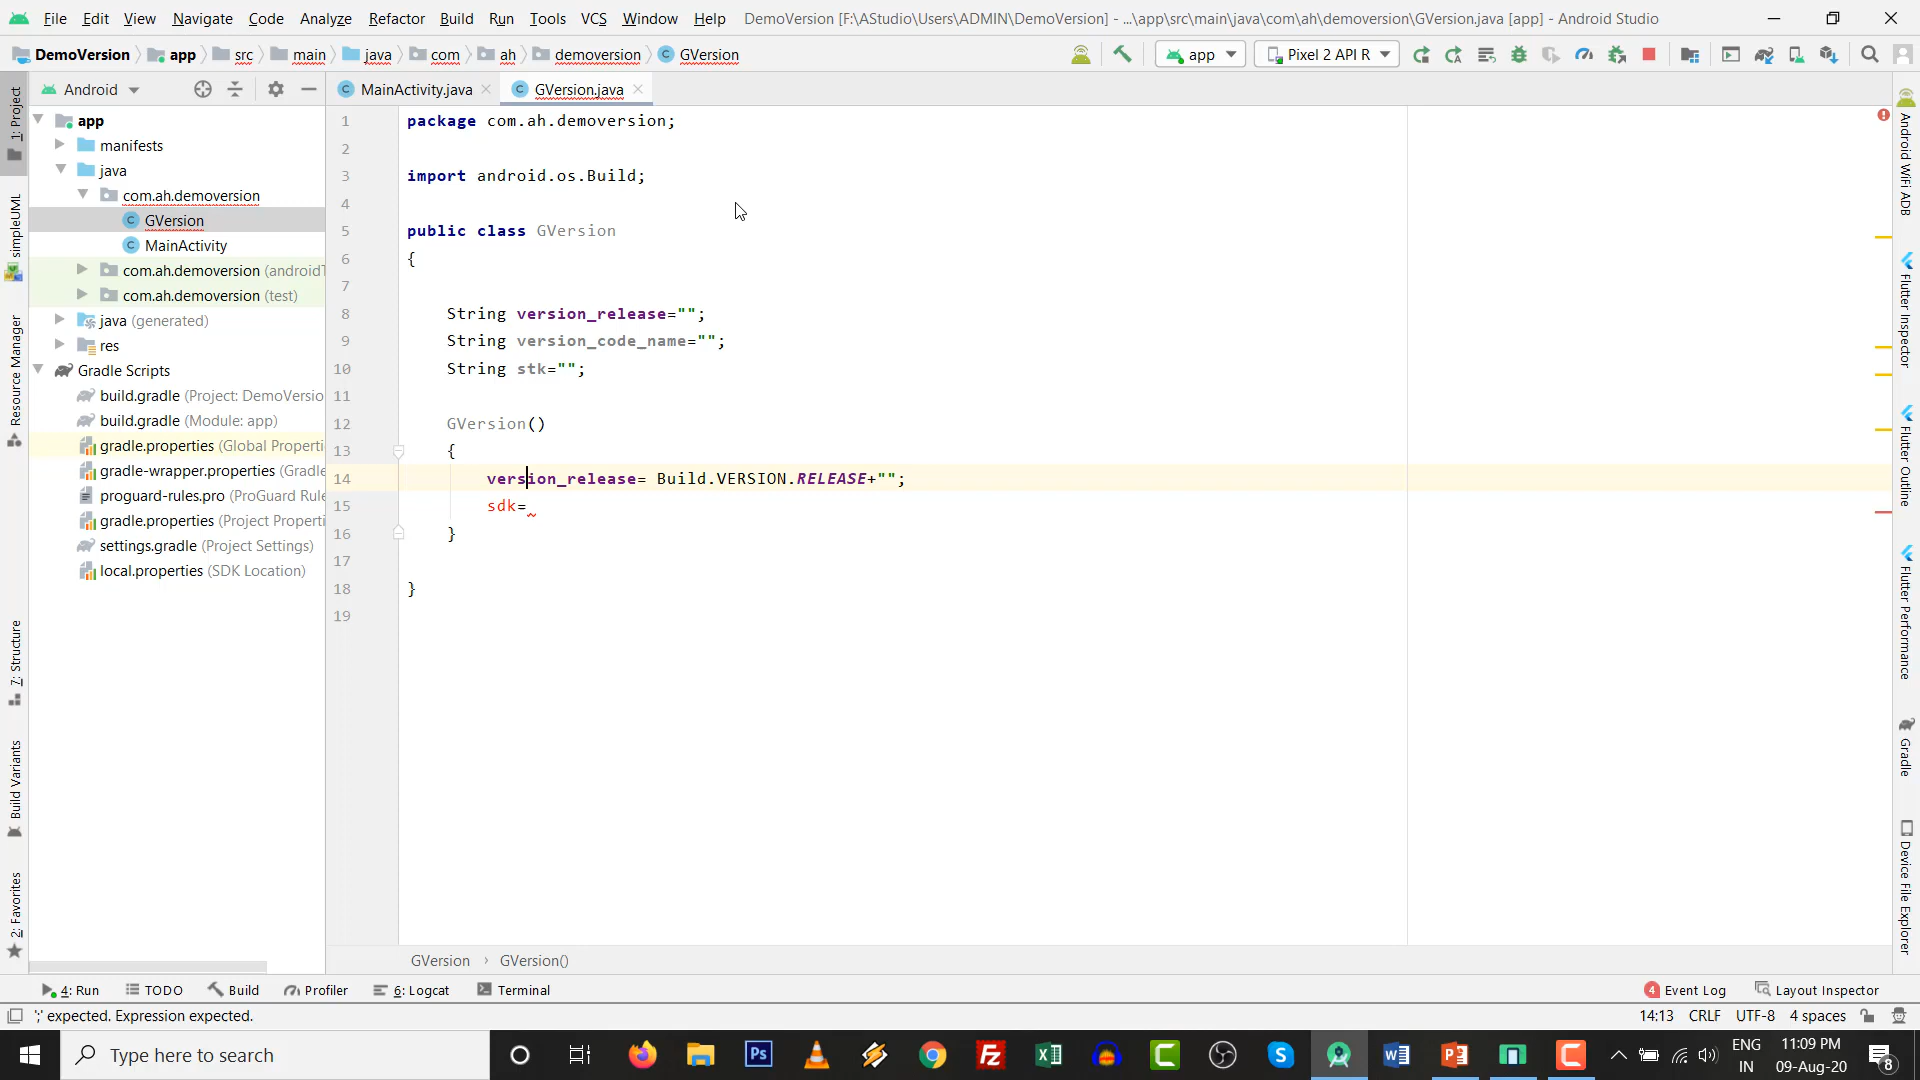 File Edit View Navigate Code Analyze Refactor Build Run Tools VCS Window Help DemoVersion [F:\AStudio\Users\ADMIN\DemoVersion] - ...\app\src\main\java\com\ah\demoversion\GVersion.java [app] - Android Studio
DemoVersion app src main java com ah demoversion GVersion app Pixel 2 API R
Android MainActivity.java GVersion.java
app
manifests
java
com.ah.demoversion
GVersion
MainActivity
com.ah.demoversion (androidT
com.ah.demoversion (test)
java (generated)
res
Gradle Scripts
build.gradle (Project: DemoVersio
build.gradle (Module: app)
gradle.properties (Global Properti
gradle-wrapper.properties (Gradle
proguard-rules.pro (ProGuard Rule
gradle.properties (Project Properti
settings.gradle (Project Settings)
local.properties (SDK Location)
1: Project
simpleUML
Resource Manager
7: Structure
Build Variants
2: Favorites
1 package com.ah.demoversion;
2
3 import android.os.Build;
4
5 public class GVersion
6 {
7
8 String version_release="";
9 String version_code_name="";
10 String stk="";
11
12 GVersion()
13 {
14 version_release= Build.VERSION.RELEASE+"";
15 sdk=
16 }
17
18 }
19
Android WiFi ADB
Flutter Inspector
Flutter Outline
Flutter Performance
Gradle
Device File Explorer
GVersion › GVersion()
4: Run TODO Build Profiler 6: Logcat Terminal 4 Event Log Layout Inspector
';' expected. Expression expected. 14:13 CRLF UTF-8 4 spaces
Type here to search ENG 11:09 PM
IN 09-Aug-20 8